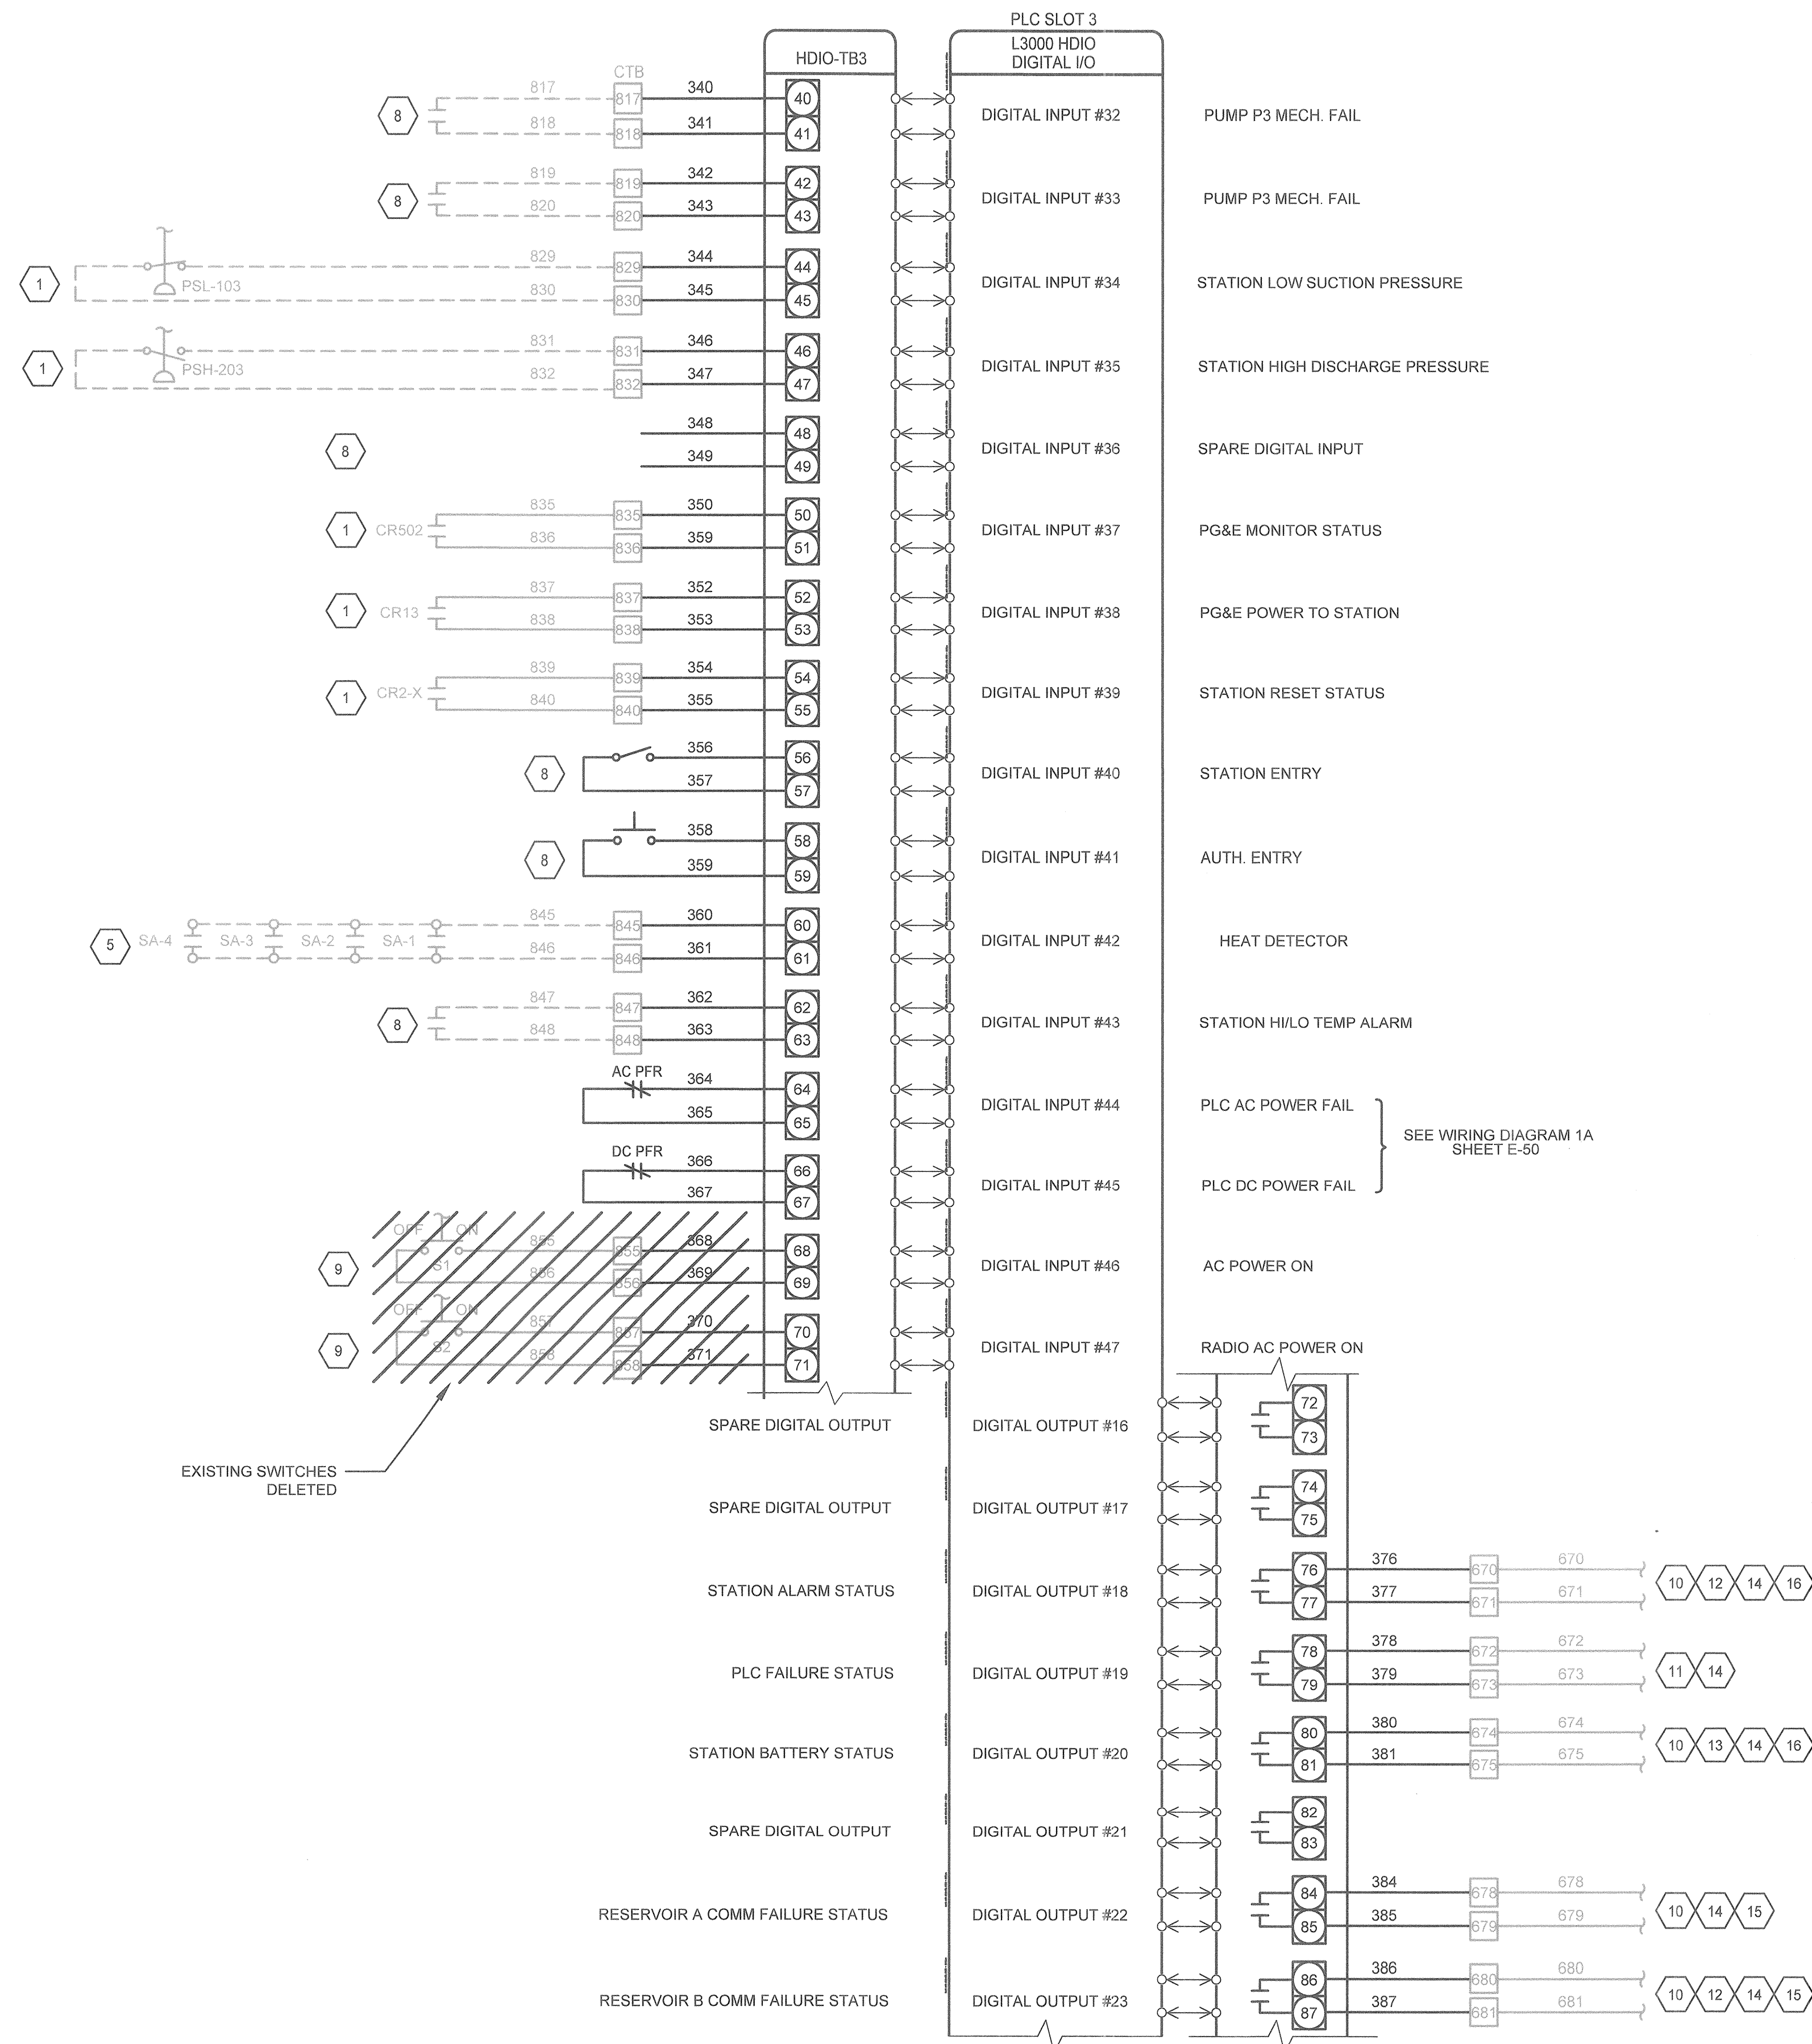 PLC SLOT 3
HDIO-TB3
L3000 HDIO
DIGITAL I/O
CTB
8
817
817
340
40
DIGITAL INPUT #32
PUMP P3 MECH. FAIL
818
818
341
41
8
819
819
342
42
DIGITAL INPUT #33
PUMP P3 MECH. FAIL
820
820
343
43
1
PSL-103
829
829
344
44
DIGITAL INPUT #34
STATION LOW SUCTION PRESSURE
830
830
345
45
1
PSH-203
831
831
346
46
DIGITAL INPUT #35
STATION HIGH DISCHARGE PRESSURE
832
832
347
47
8
348
48
DIGITAL INPUT #36
SPARE DIGITAL INPUT
349
49
1
CR502
835
835
350
50
DIGITAL INPUT #37
PG&E MONITOR STATUS
836
836
359
51
1
CR13
837
837
352
52
DIGITAL INPUT #38
PG&E POWER TO STATION
838
838
353
53
1
CR2-X
839
839
354
54
DIGITAL INPUT #39
STATION RESET STATUS
840
840
355
55
8
356
56
DIGITAL INPUT #40
STATION ENTRY
357
57
8
358
58
DIGITAL INPUT #41
AUTH. ENTRY
359
59
5
SA-4
SA-3
SA-2
SA-1
845
845
360
60
DIGITAL INPUT #42
HEAT DETECTOR
846
846
361
61
8
847
847
362
62
DIGITAL INPUT #43
STATION HI/LO TEMP ALARM
848
848
363
63
AC PFR
364
64
DIGITAL INPUT #44
PLC AC POWER FAIL
365
65
SEE WIRING DIAGRAM 1A
SHEET E-50
DC PFR
366
66
DIGITAL INPUT #45
PLC DC POWER FAIL
367
67
9
OFF
ON
S1
855
855
368
68
DIGITAL INPUT #46
AC POWER ON
856
856
369
69
9
OFF
ON
S2
857
857
370
70
DIGITAL INPUT #47
RADIO AC POWER ON
858
858
371
71
EXISTING SWITCHES
DELETED
SPARE DIGITAL OUTPUT
DIGITAL OUTPUT #16
72
73
SPARE DIGITAL OUTPUT
DIGITAL OUTPUT #17
74
75
STATION ALARM STATUS
DIGITAL OUTPUT #18
76
376
670
670
77
377
671
671
10 12 14 16
PLC FAILURE STATUS
DIGITAL OUTPUT #19
78
378
672
672
79
379
673
673
11 14
STATION BATTERY STATUS
DIGITAL OUTPUT #20
80
380
674
674
81
381
675
675
10 13 14 16
SPARE DIGITAL OUTPUT
DIGITAL OUTPUT #21
82
83
RESERVOIR A COMM FAILURE STATUS
DIGITAL OUTPUT #22
84
384
678
678
85
385
679
679
10 14 15
RESERVOIR B COMM FAILURE STATUS
DIGITAL OUTPUT #23
86
386
680
680
87
387
681
681
10 12 14 15